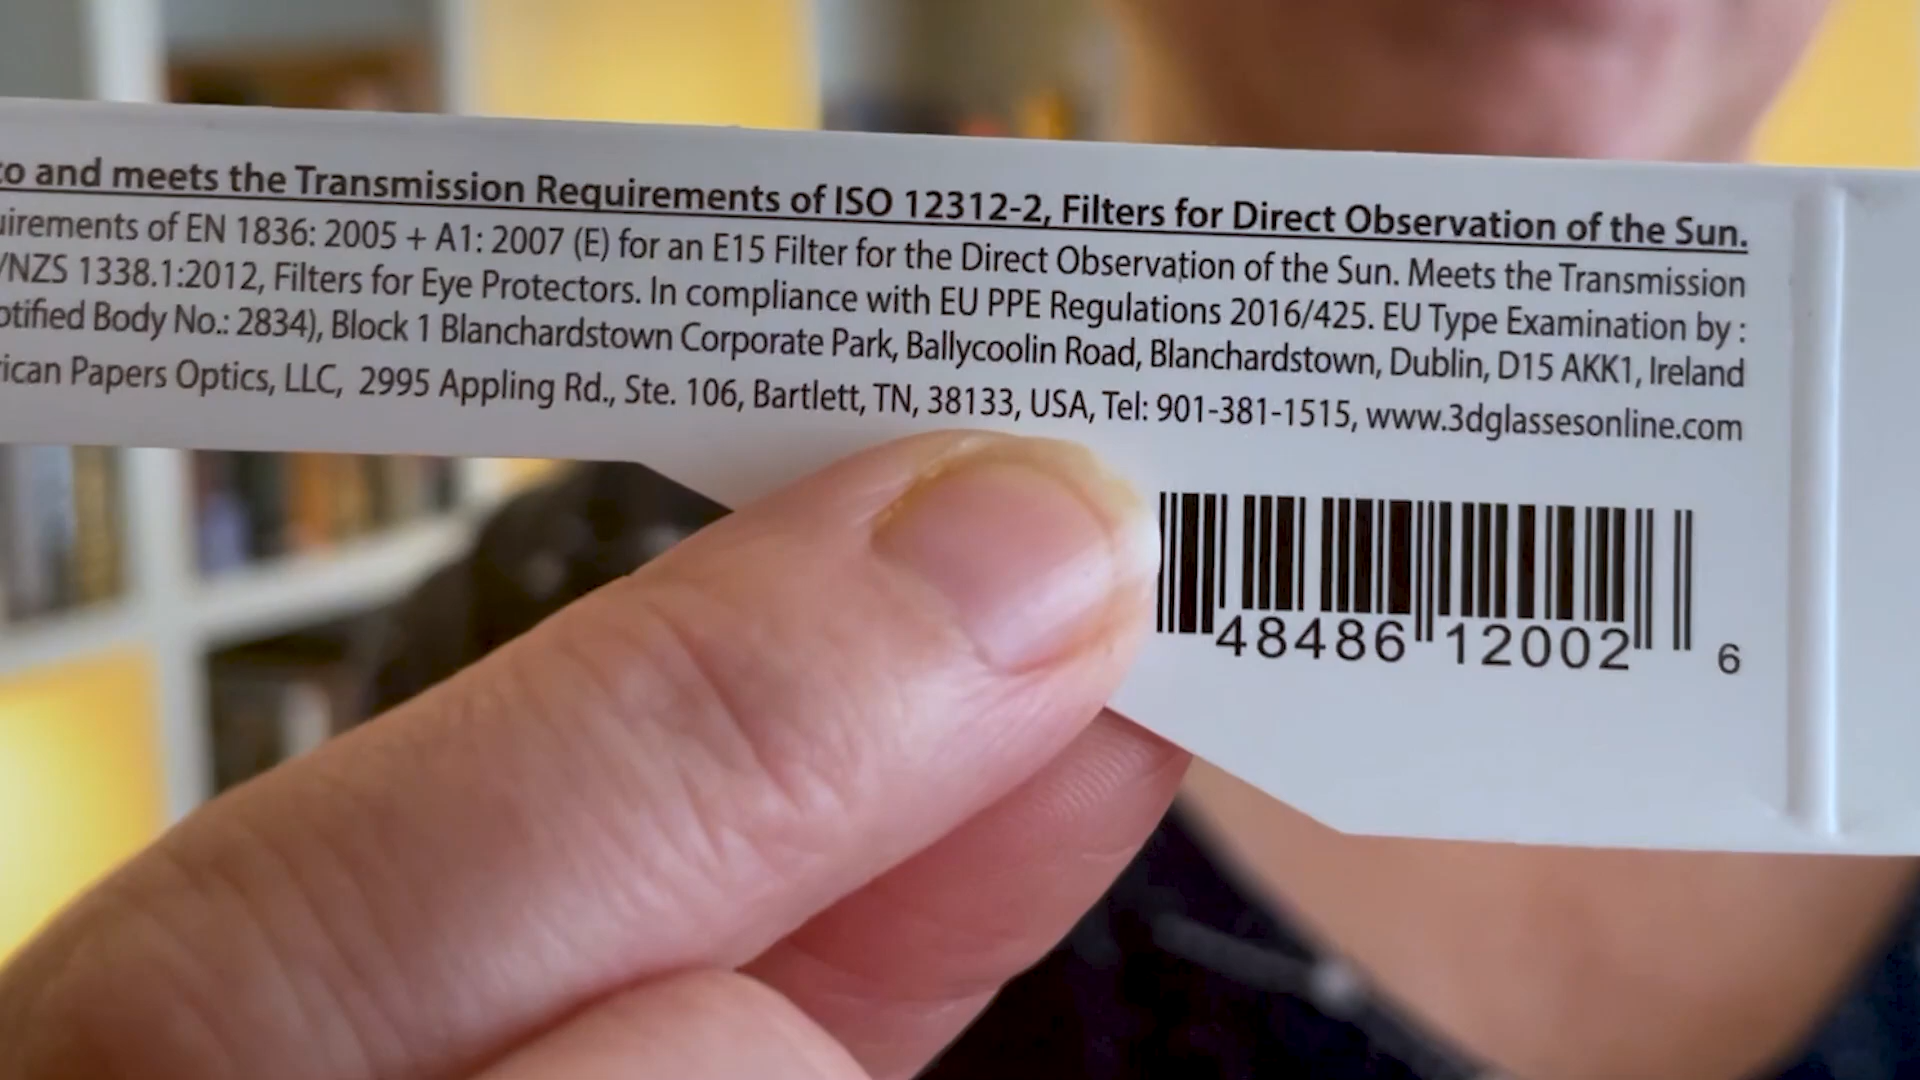 and meets the Transmission Requirements of ISO 12312-2, Filters for Direct Observation of the Sun.
of EN 1836: 2005 + A1: 2007 (E) for an E15 Filter for the Direct Observation of the Sun. Meets the Transmission
/NZS 1338.1:2012, Filters for Eye Protectors. In compliance with EU PPE Regulations 2016/425. EU Type Examination by :
Body No.: 2834), Block 1 Blanchardstown Corporate Park, Ballycoolin Road, Blanchardstown, Dublin, D15 AKK1, Ireland
Papers Optics, LLC, 2995 Appling Rd., Ste. 106, Bartlett, TN, 38133, USA, Tel: 901-381-1515, www.3dglassesonline.com
48486 12002 6